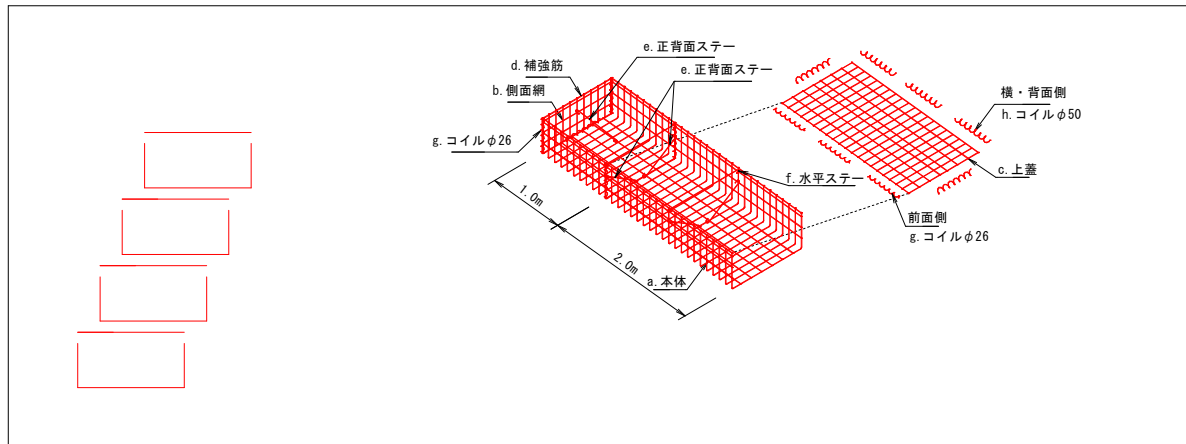 e.正背面ステー
d.補強筋
e.正背面ステー
b.側面網
横・背面側
h.コイルφ50
g.コイルφ26
c.上蓋
f.水平ステー
1.0m
前面側
g.コイルφ26
2.0m
a.本体